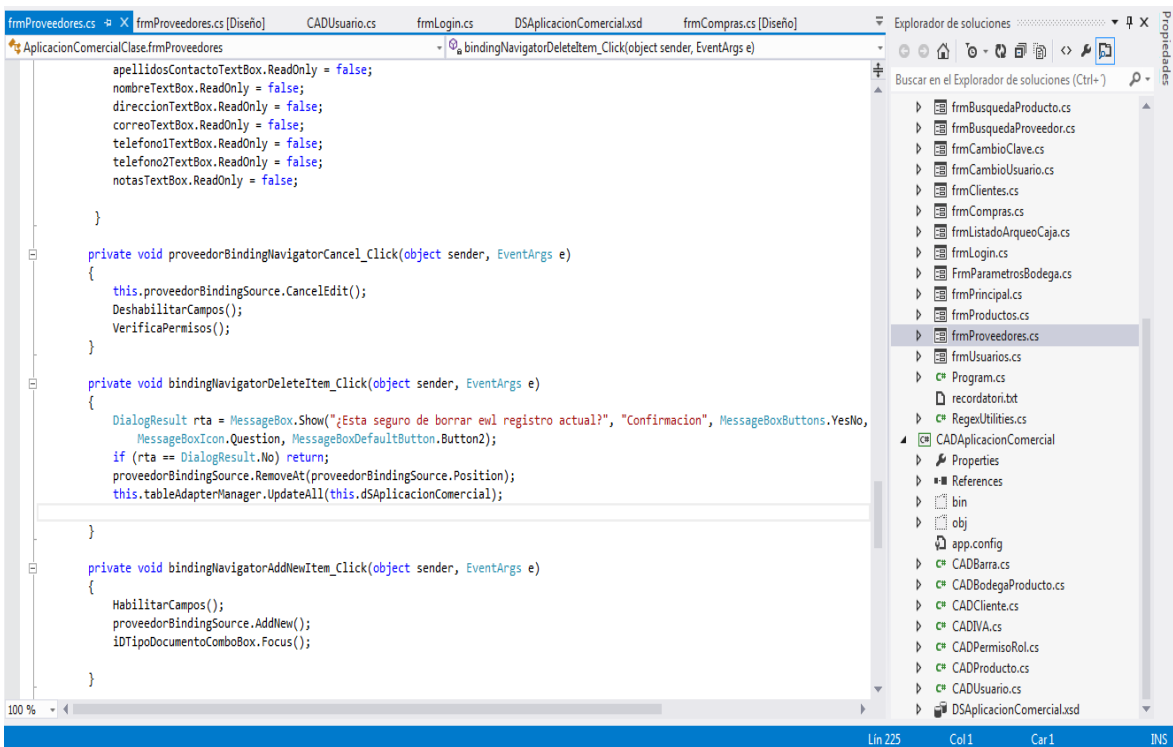 frmProveedores.cs
frmProveedores.cs [Diseño]
CADUsuario.cs
frmLogin.cs
DSAplicacionComercial.xsd
frmCompras.cs [Diseño]
AplicacionComercialClase.frmProveedores
bindingNavigatorDeleteItem_Click(object sender, EventArgs e)
apellidosContactoTextBox.ReadOnly = false;
nombreTextBox.ReadOnly = false;
direccionTextBox.ReadOnly = false;
correoTextBox.ReadOnly = false;
telefono1TextBox.ReadOnly = false;
telefono2TextBox.ReadOnly = false;
notasTextBox.ReadOnly = false;
}
private void proveedorBindingNavigatorCancel_Click(object sender, EventArgs e)
{
this.proveedorBindingSource.CancelEdit();
DeshabilitarCampos();
VerificaPermisos();
}
private void bindingNavigatorDeleteItem_Click(object sender, EventArgs e)
{
DialogResult rta = MessageBox.Show("¿Esta seguro de borrar ewl registro actual?", "Confirmacion", MessageBoxButtons.YesNo,
MessageBoxIcon.Question, MessageBoxDefaultButton.Button2);
if (rta == DialogResult.No) return;
proveedorBindingSource.RemoveAt(proveedorBindingSource.Position);
this.tableAdapterManager.UpdateAll(this.dSAplicacionComercial);
}
private void bindingNavigatorAddNewItem_Click(object sender, EventArgs e)
{
HabilitarCampos();
proveedorBindingSource.AddNew();
iDTipoDocumentoComboBox.Focus();
}
100 %
Lín 225
Col 1
Car 1
INS
Explorador de soluciones
Buscar en el Explorador de soluciones (Ctrl+´)
frmBusquedaProducto.cs
frmBusquedaProveedor.cs
frmCambioClave.cs
frmCambioUsuario.cs
frmClientes.cs
frmCompras.cs
frmListadoArqueoCaja.cs
frmLogin.cs
FrmParametrosBodega.cs
frmPrincipal.cs
frmProductos.cs
frmProveedores.cs
frmUsuarios.cs
C# Program.cs
recordatori.txt
C# RegexUtilities.cs
C# CADAplicacionComercial
Properties
References
bin
obj
app.config
C# CADBarra.cs
C# CADBodegaProducto.cs
C# CADCliente.cs
C# CADIVA.cs
C# CADPermisoRol.cs
C# CADProducto.cs
C# CADUsuario.cs
DSAplicacionComercial.xsd
Propiedades